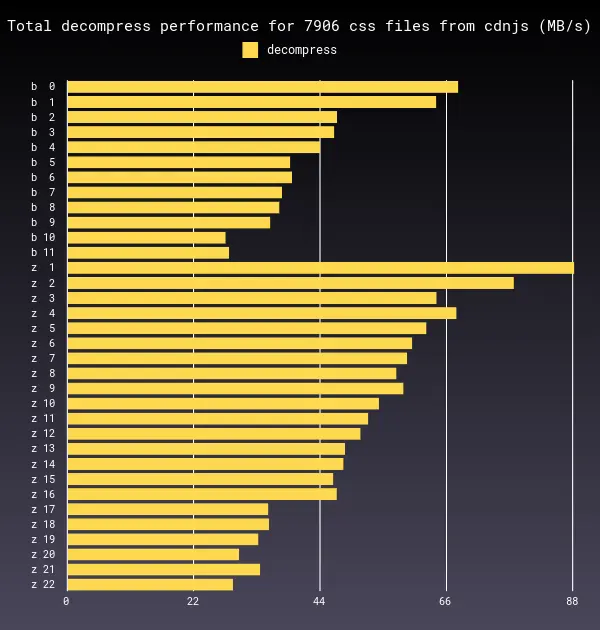 Total decompress performance for 7906 css files from cdnjs (MB/s)
decompress
b 0
b 1
b 2
b 3
b 4
b 5
b 6
b 7
b 8
b 9
b 10
b 11
z 1
z 2
z 3
z 4
z 5
z 6
z 7
z 8
z 9
z 10
z 11
z 12
z 13
z 14
z 15
z 16
z 17
z 18
z 19
z 20
z 21
z 22
0 22 44 66 88